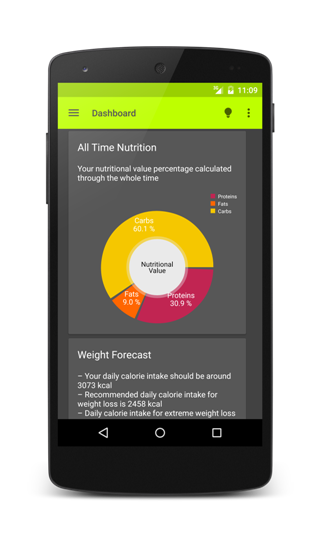 11:09
Dashboard
All Time Nutrition
Your nutritional value percentage calculated
through the whole time
Proteins
Fats
Carbs
Carbs
60.1 %
Nutritional
Value
Fats
9.0 %
Proteins
30.9 %
Weight Forecast
– Your daily calorie intake should be around
3073 kcal
– Recommended daily calorie intake for
weight loss is 2458 kcal
– Daily calorie intake for extreme weight loss